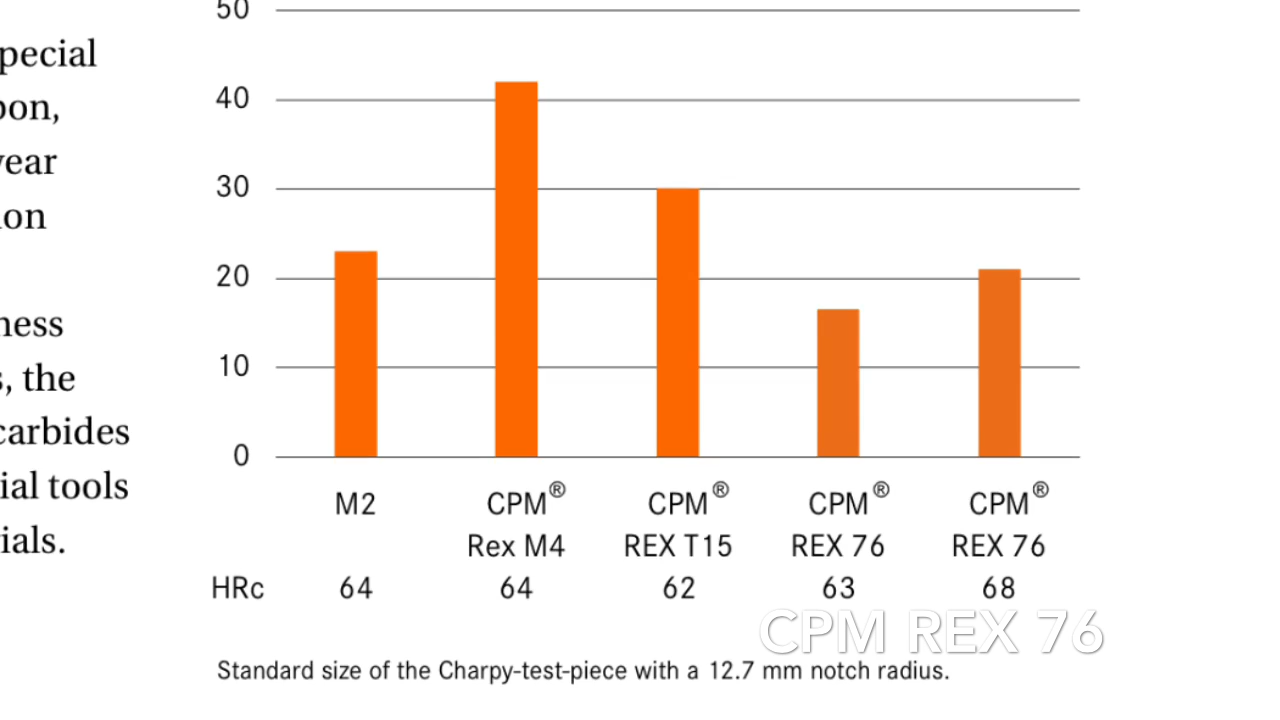 pecial
bon,
year
ion
ness
s, the
carbides
ial tools
ials.
50
40
30
20
10
0
M2 CPM® CPM® CPM® CPM®
Rex M4 REX T15 REX 76 REX 76
HRc 64 64 62 63 68
CPM REX 76
Standard size of the Charpy-test-piece with a 12.7 mm notch radius.